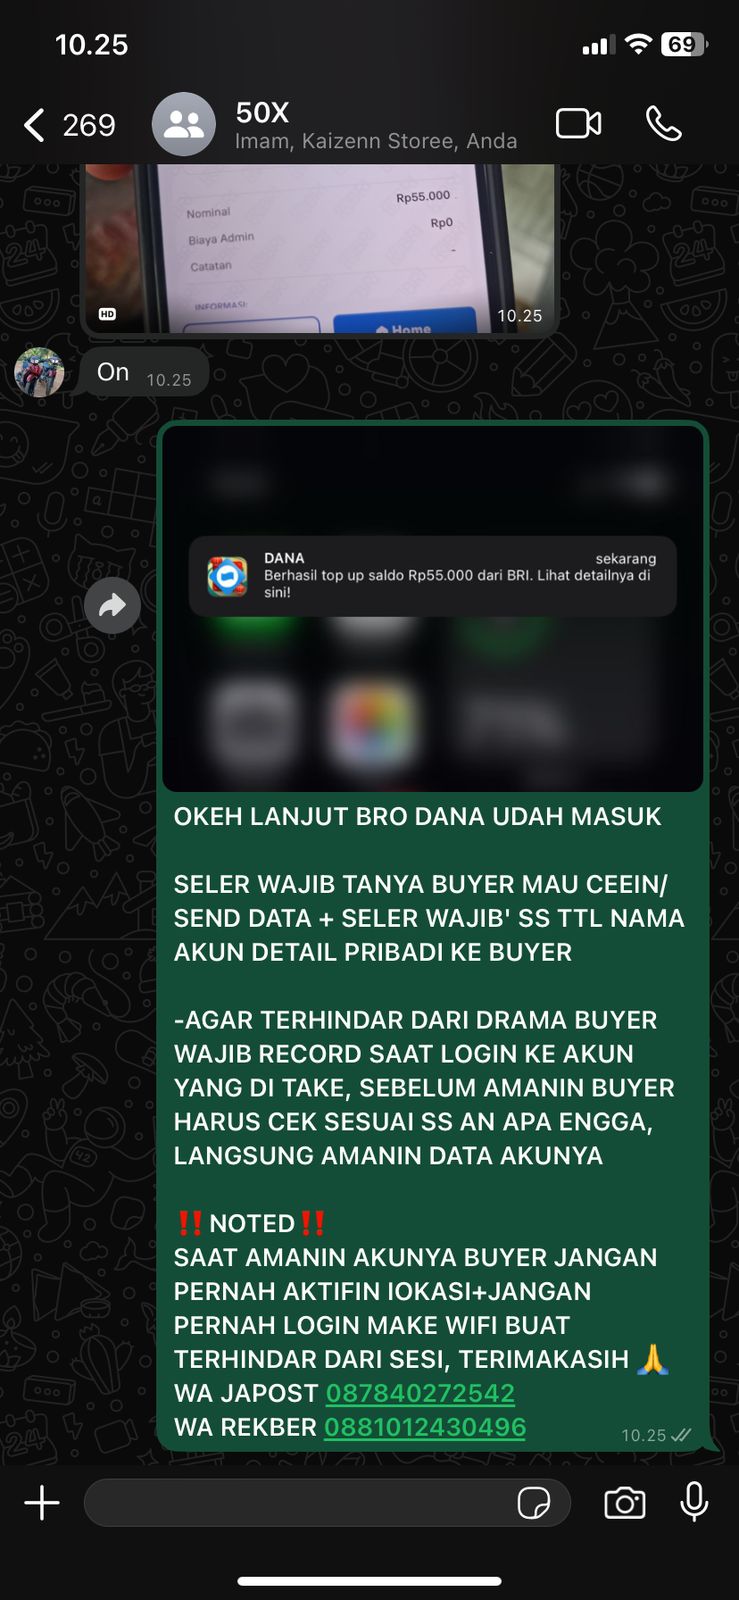 10.25
69
269
50X
Imam, Kaizenn Storee, Anda
Nominal
Rp55.000
Biaya Admin
Rp0
Catatan
-
INFORMASI:
Home
HD
10.25
On
10.25
DANA
sekarang
Berhasil top up saldo Rp55.000 dari BRI. Lihat detailnya di
sini!
OKEH LANJUT BRO DANA UDAH MASUK
SELER WAJIB TANYA BUYER MAU CEEIN/
SEND DATA + SELER WAJIB' SS TTL NAMA
AKUN DETAIL PRIBADI KE BUYER
-AGAR TERHINDAR DARI DRAMA BUYER
WAJIB RECORD SAAT LOGIN KE AKUN
YANG DI TAKE, SEBELUM AMANIN BUYER
HARUS CEK SESUAI SS AN APA ENGGA,
LANGSUNG AMANIN DATA AKUNYA
‼️NOTED‼️
SAAT AMANIN AKUNYA BUYER JANGAN
PERNAH AKTIFIN lOKASI+JANGAN
PERNAH LOGIN MAKE WIFI BUAT
TERHINDAR DARI SESI, TERIMAKASIH 🙏
WA JAPOST 087840272542
WA REKBER 0881012430496
10.25